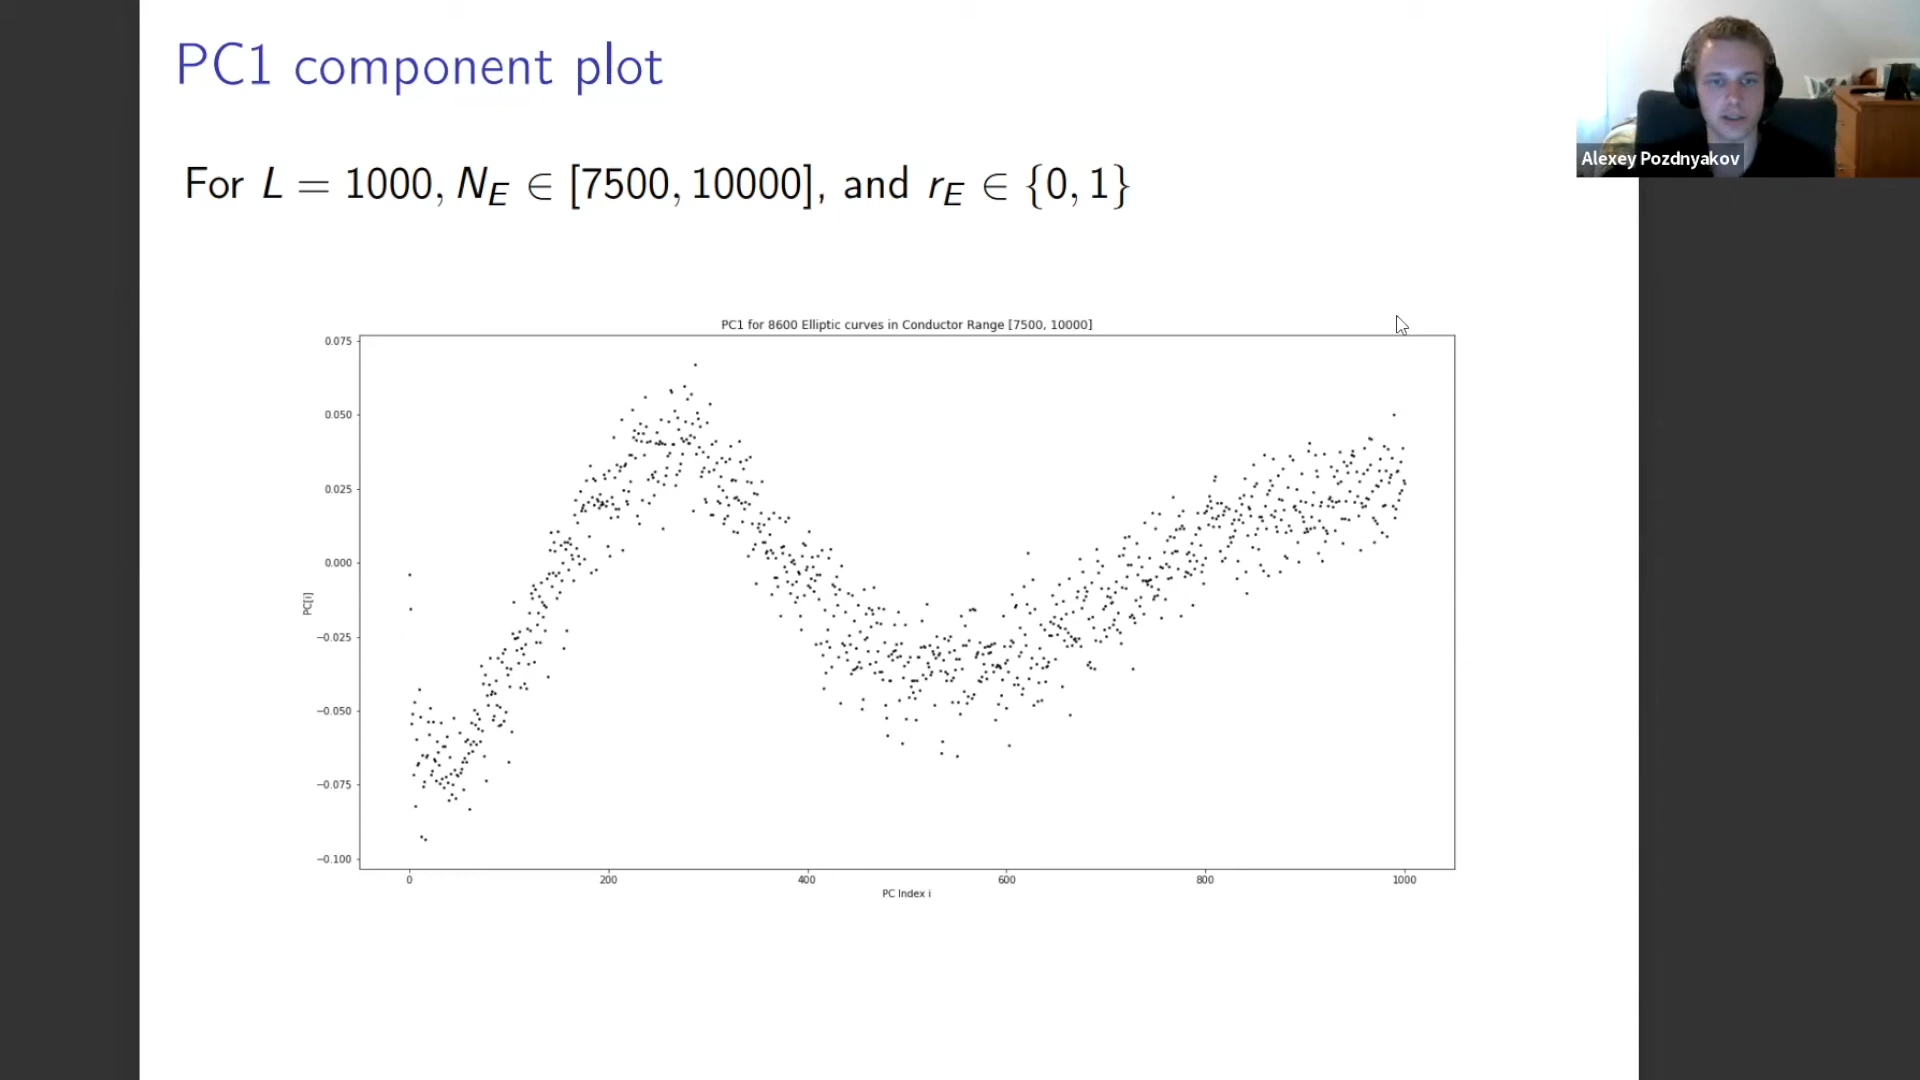 PC1 component plot
For L = 1000, N_E ∈ [7500, 10000], and r_E ∈ {0, 1}
Alexey Pozdnyakov
PC1 for 8600 Elliptic curves in Conductor Range [7500, 10000]
0.075
0.050
0.025
0.000
−0.025
−0.050
−0.075
−0.100
PC[i]
0 200 400 600 800 1000
PC Index i